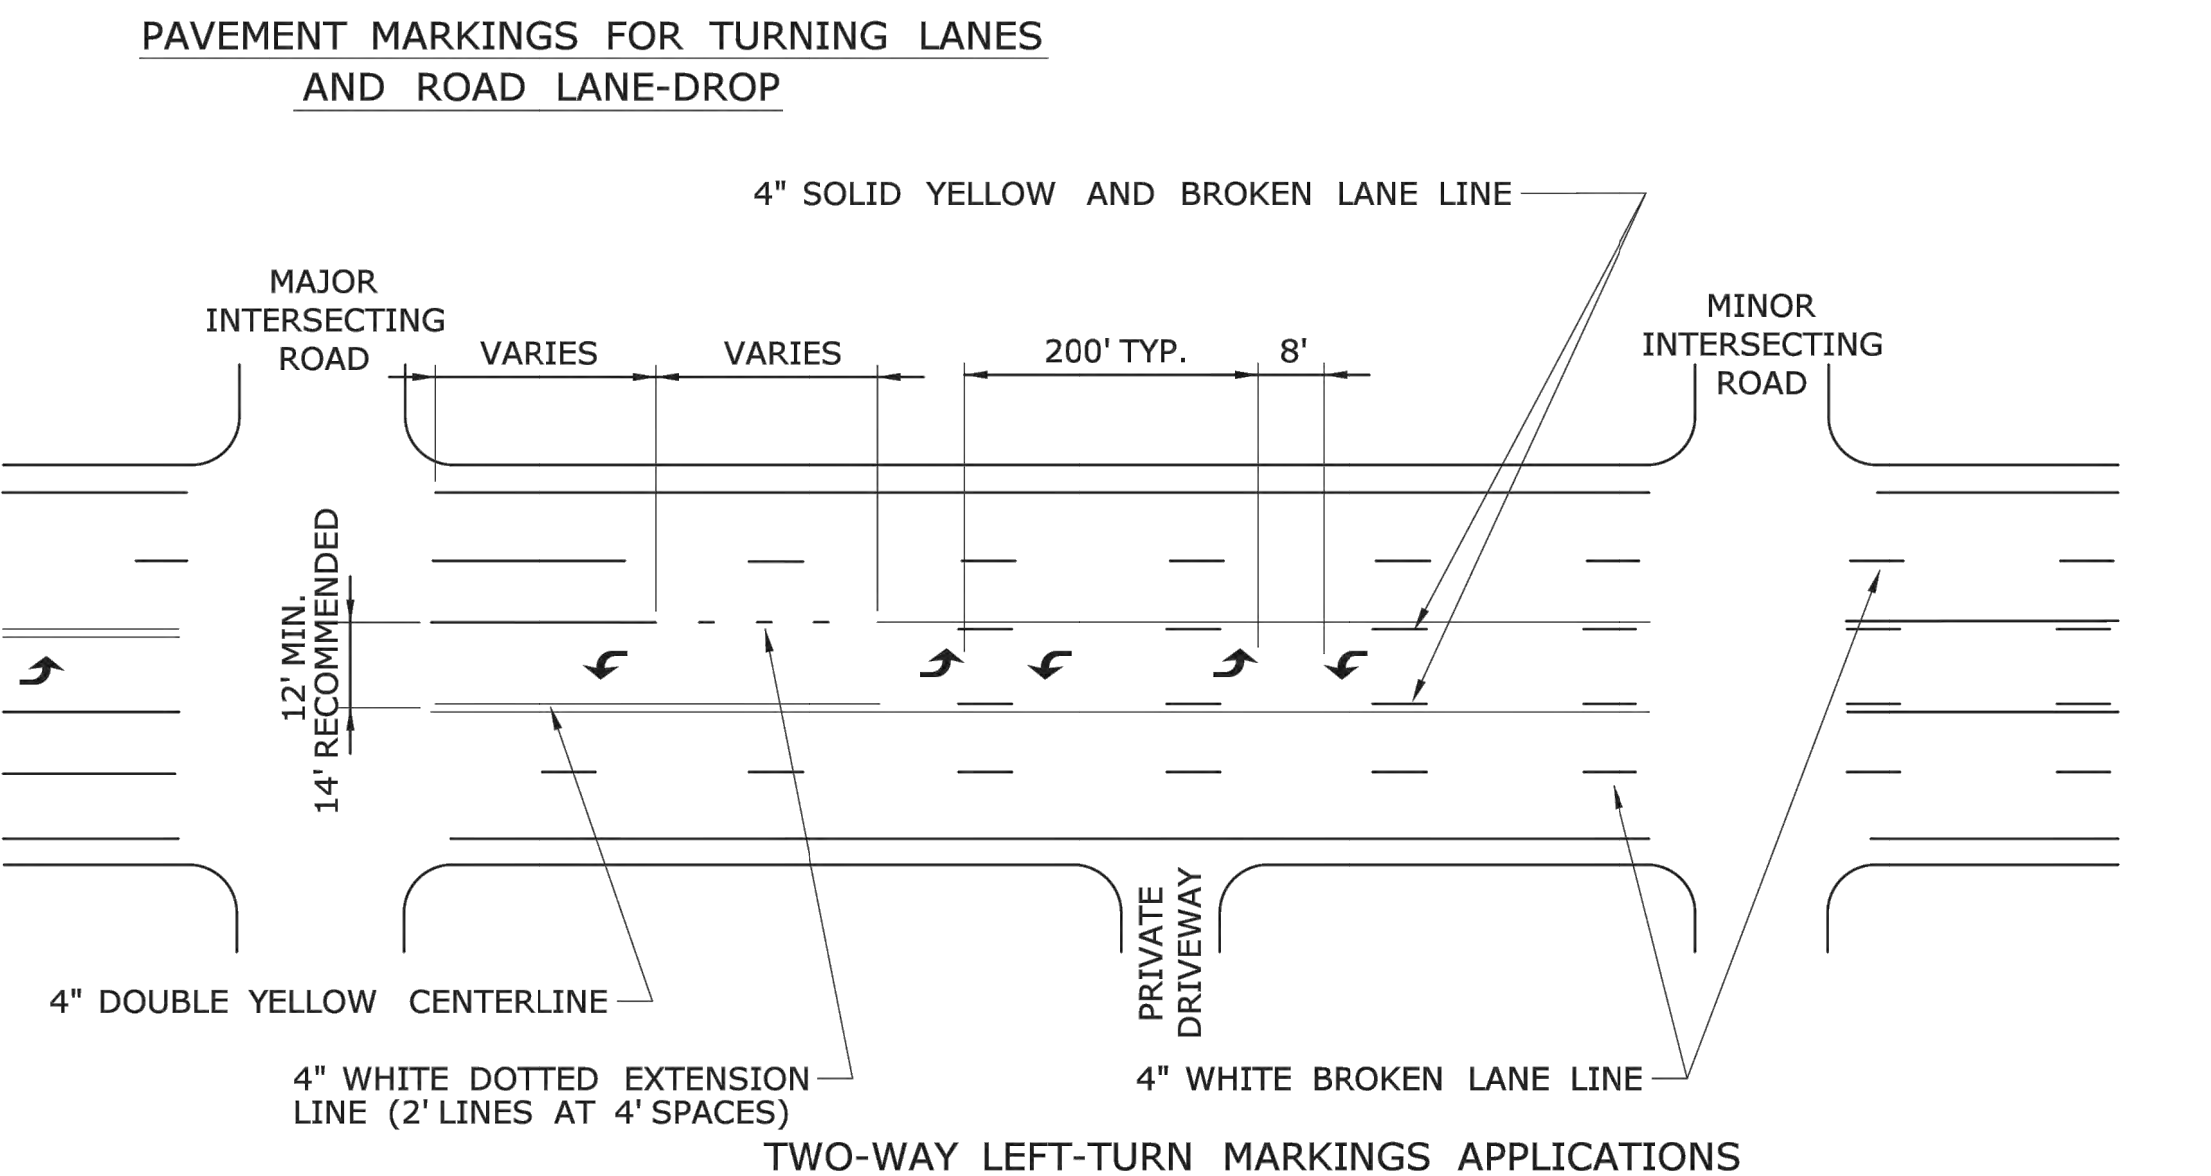 PAVEMENT MARKINGS FOR TURNING LANES
AND ROAD LANE-DROP
4" SOLID YELLOW AND BROKEN LANE LINE
MAJOR
INTERSECTING
ROAD
VARIES
VARIES
200' TYP.
8'
MINOR
INTERSECTING
ROAD
12' MIN.
14' RECOMMENDED
PRIVATE
DRIVEWAY
4" DOUBLE YELLOW CENTERLINE
4" WHITE DOTTED EXTENSION
LINE (2' LINES AT 4' SPACES)
4" WHITE BROKEN LANE LINE
TWO-WAY LEFT-TURN MARKINGS APPLICATIONS